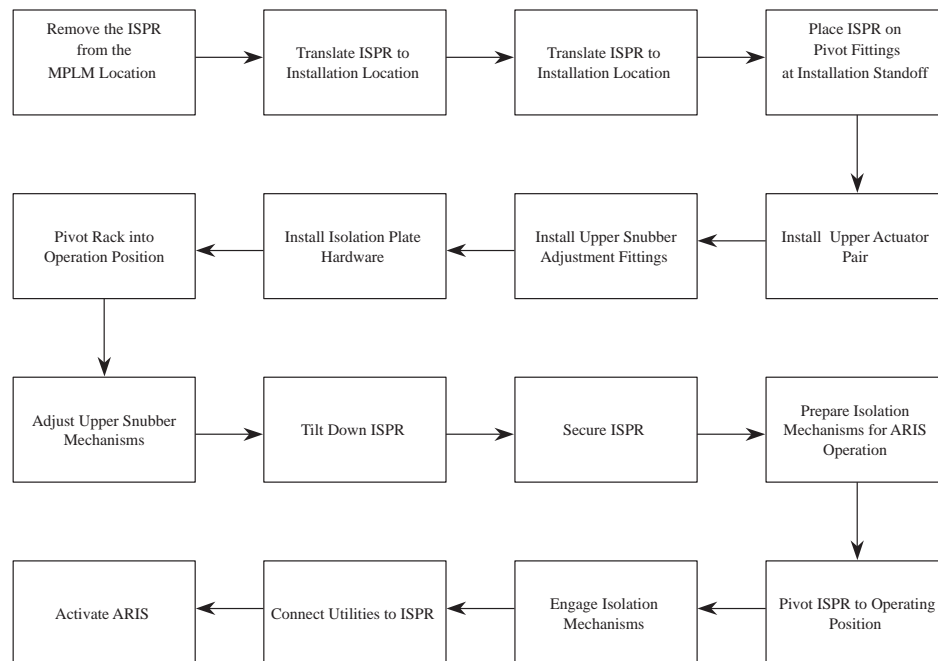 Remove the ISPR
from the
MPLM Location
Translate ISPR to
Installation Location
Translate ISPR to
Installation Location
Place ISPR on
Pivot Fittings
at Installation Standoff
Install Upper Actuator
Pair
Install Upper Snubber
Adjustment Fittings
Install Isolation Plate
Hardware
Pivot Rack into
Operation Position
Adjust Upper Snubber
Mechanisms
Tilt Down ISPR
Secure ISPR
Prepare Isolation
Mechanisms for ARIS
Operation
Pivot ISPR to Operating
Position
Engage Isolation
Mechanisms
Connect Utilities to ISPR
Activate ARIS